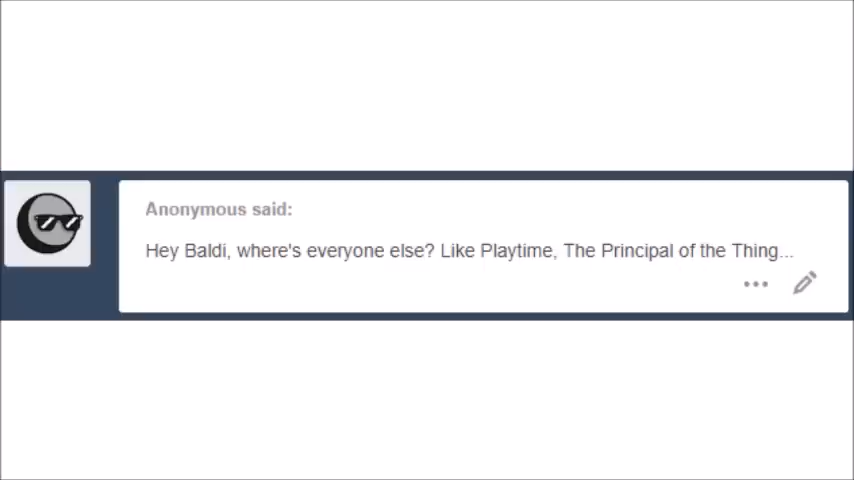 Anonymous said:
Hey Baldi, where's everyone else? Like Playtime, The Principal of the Thing...